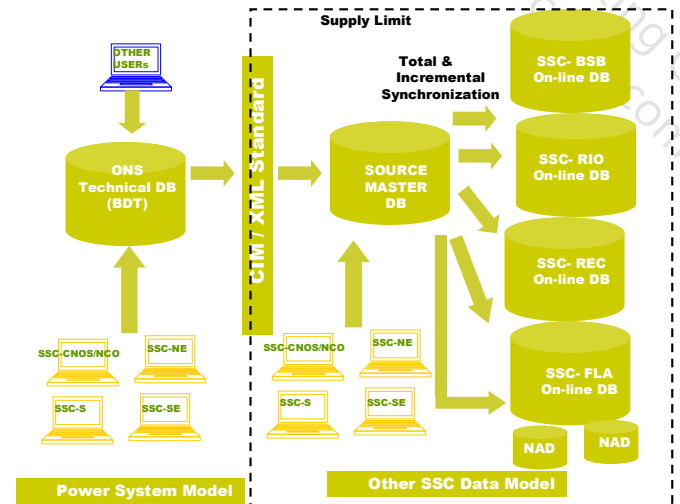 Supply Limit
OTHER
USERs
Total &
Incremental
Synchronization
SSC- BSB
On-line DB
ONS
Technical DB
(BDT)
CIM / XML Standard
SOURCE
MASTER
DB
SSC- RIO
On-line DB
SSC- REC
On-line DB
SSC-CNOS/NCO
SSC-NE
SSC-S
SSC-SE
SSC-CNOS/NCO
SSC-NE
SSC-S
SSC-SE
SSC- FLA
On-line DB
NAD
NAD
Power System Model
Other SSC Data Model